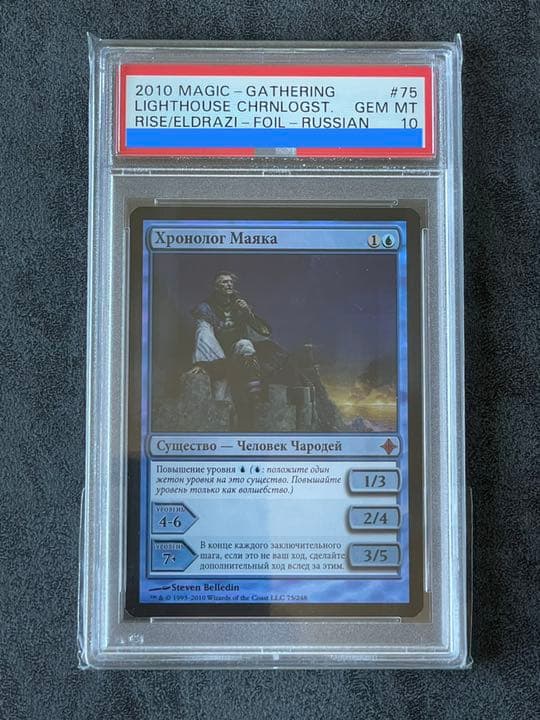 2010 MAGIC - GATHERING #75
LIGHTHOUSE CHRNLOGST. GEM MT
RISE/ELDRAZI - FOIL - RUSSIAN 10
Хронолог Маяка 1
Существо — Человек Чародей
Повышение уровня ( : положите один
жетон уровня на это существо. Повышайте
уровень только как волшебство.)
1/3
УРОВЕНЬ
4-6
2/4
УРОВЕНЬ
7+
В конце каждого заключительного
шага, если это не ваш ход, сделайте
дополнительный ход вслед за этим.
3/5
Steven Belledin
™ & © 1993–2010 Wizards of the Coast LLC 75/248